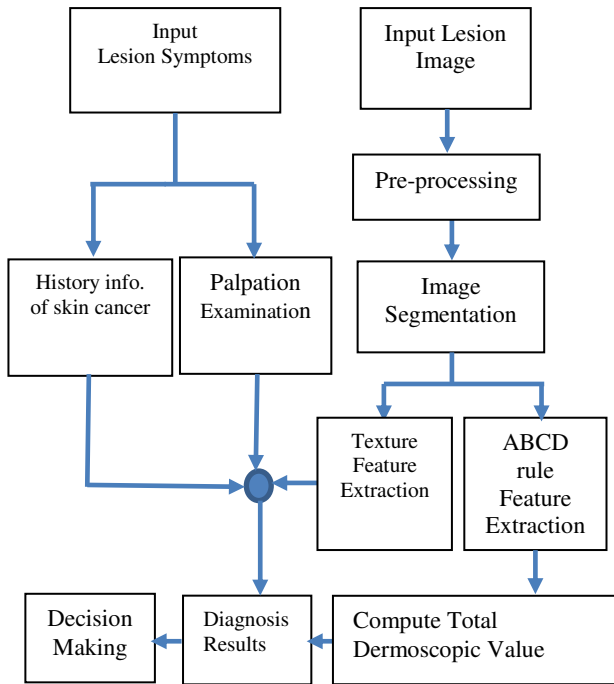 Input
Lesion Symptoms
Input Lesion
Image
Pre-processing
History info.
of skin cancer
Palpation
Examination
Image
Segmentation
Texture
Feature
Extraction
ABCD
rule
Feature
Extraction
Decision
Making
Diagnosis
Results
Compute Total
Dermoscopic Value